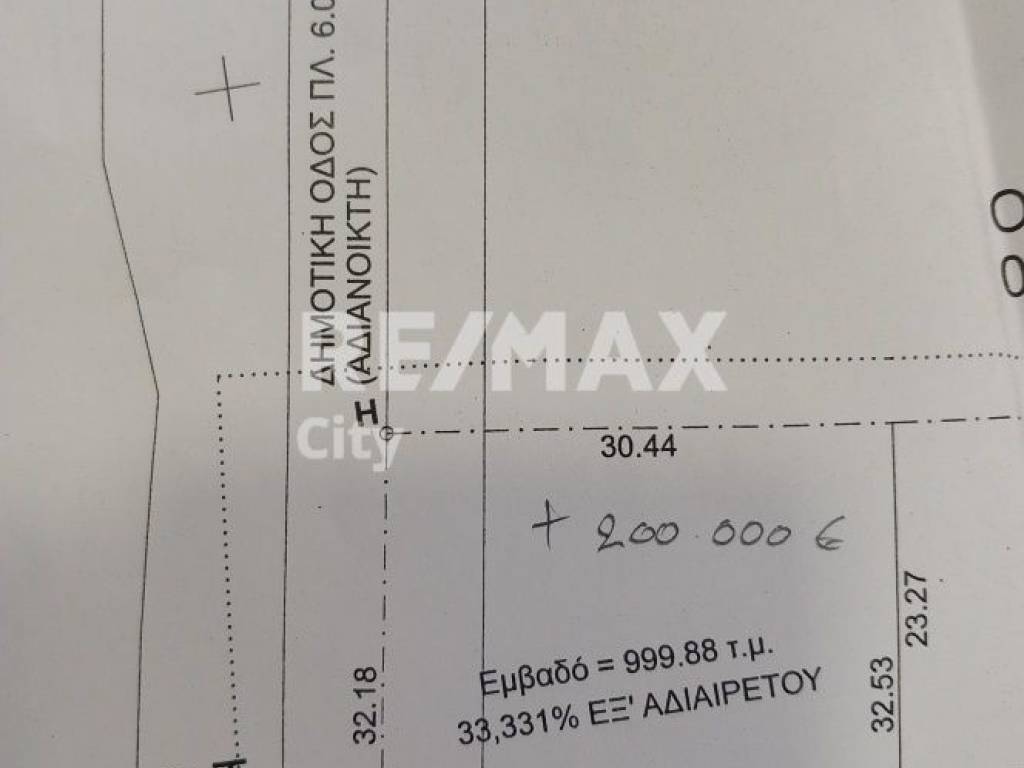 ΔΗΜΟΤΙΚΗ ΟΔΟΣ ΠΛ. 6.0
(ΑΔΙΑΝΟΙΚΤΗ)
RE/MAX
City
H
30.44
+ 200.000 €
23.27
32.18
32.53
Εμβαδό = 999.88 τ.μ.
33,331% ΕΞ' ΑΔΙΑΙΡΕΤΟΥ